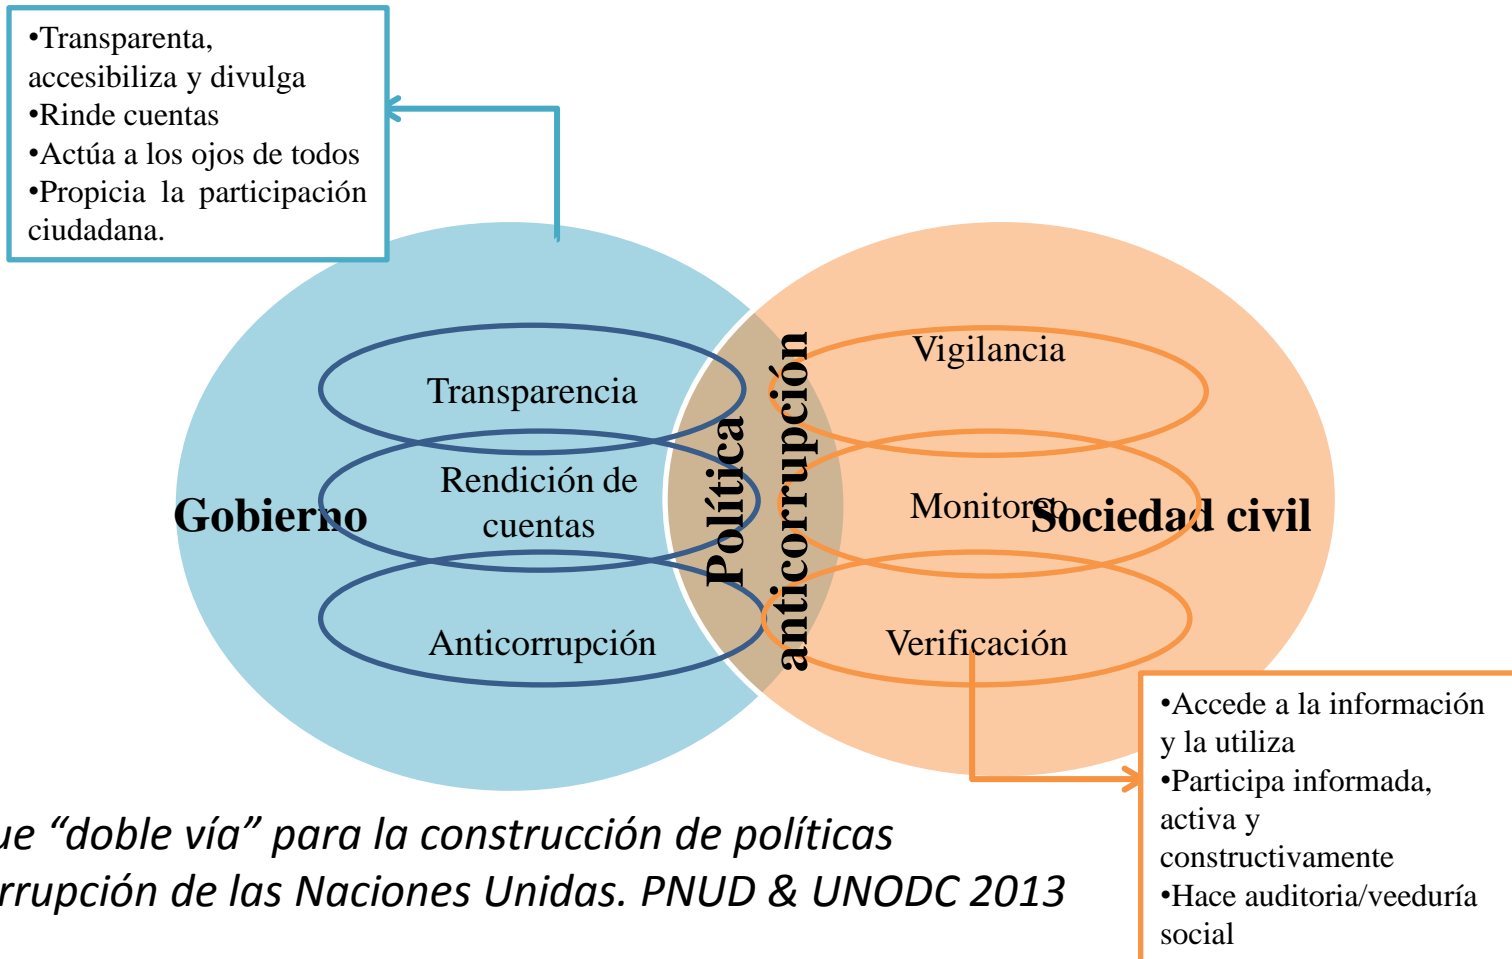 •Transparenta,
accesibiliza y divulga
•Rinde cuentas
•Actúa a los ojos de todos
•Propicia la participación
ciudadana.
Gobierno
Transparencia
Rendición de
cuentas
Anticorrupción
Política
anticorrupción
Vigilancia
Monitoreo
Verificación
Sociedad civil
•Accede a la información
y la utiliza
•Participa informada,
activa y
constructivamente
•Hace auditoria/veeduría
social
ue “doble vía” para la construcción de políticas
rrupción de las Naciones Unidas. PNUD & UNODC 2013